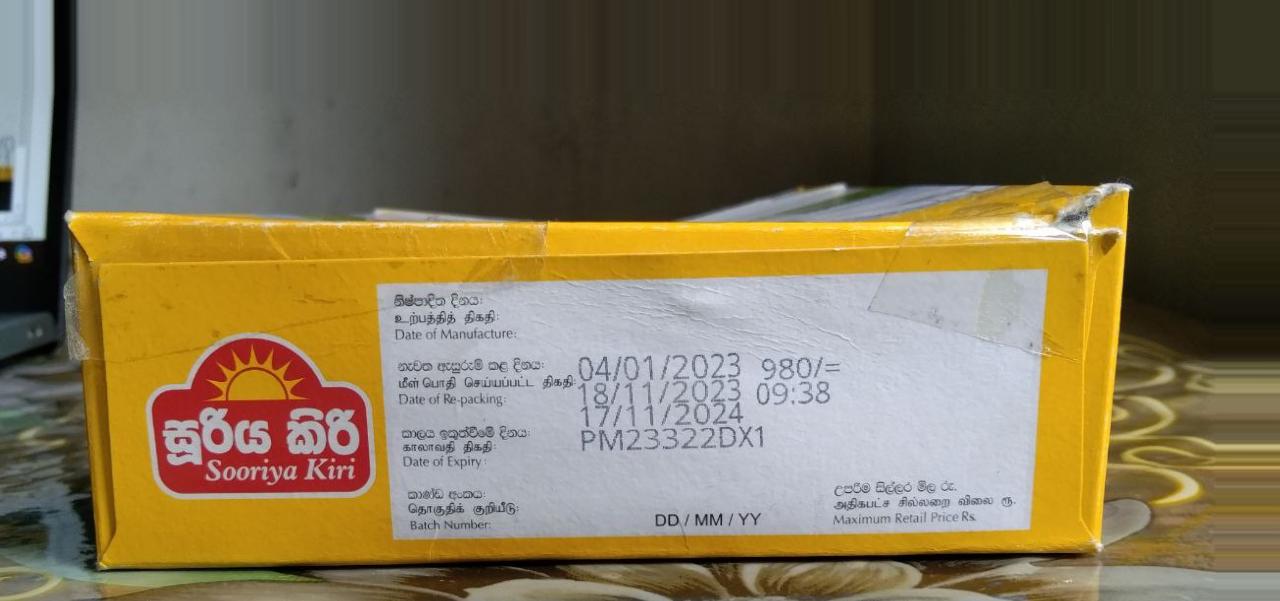 සූරිය කිරි
Sooriya Kiri
නිෂ්පාදිත දිනය:
உற்பத்தித் திகதி:
Date of Manufacture:
නැවත ඇසුරුම් කළ දිනය:
மீள் பொதி செய்யப்பட்ட திகதி:
Date of Re-packing:
04/01/2023 980/=
18/11/2023 09:38
17/11/2024
PM23322DX1
කාලය ඉකුත්වීමේ දිනය:
காலாவதி திகதி:
Date of Expiry:
කාණ්ඩ අංකය:
தொகுதிக் குறியீடு:
Batch Number:
DD / MM / YY
උපරිම සිල්ලර මිල රු.
அதிகபட்ச சில்லறை விலை ரூ.
Maximum Retail Price Rs.